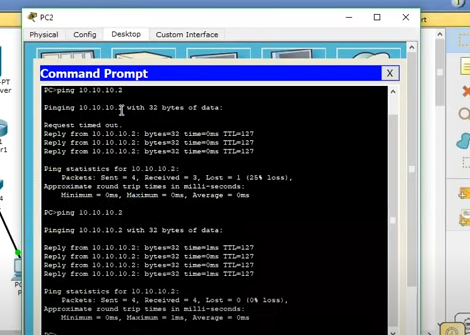 PC2
Physical Config Desktop Custom Interface
Command Prompt X
PC>ping 10.10.10.2
Pinging 10.10.10.2 with 32 bytes of data:
Request timed out.
Reply from 10.10.10.2: bytes=32 time=0ms TTL=127
Reply from 10.10.10.2: bytes=32 time=0ms TTL=127
Reply from 10.10.10.2: bytes=32 time=0ms TTL=127
Ping statistics for 10.10.10.2:
Packets: Sent = 4, Received = 3, Lost = 1 (25% loss),
Approximate round trip times in milli-seconds:
Minimum = 0ms, Maximum = 0ms, Average = 0ms
PC>ping 10.10.10.2
Pinging 10.10.10.2 with 32 bytes of data:
Reply from 10.10.10.2: bytes=32 time=1ms TTL=127
Reply from 10.10.10.2: bytes=32 time=0ms TTL=127
Reply from 10.10.10.2: bytes=32 time=0ms TTL=127
Reply from 10.10.10.2: bytes=32 time=1ms TTL=127
Ping statistics for 10.10.10.2:
Packets: Sent = 4, Received = 4, Lost = 0 (0% loss),
Approximate round trip times in milli-seconds:
Minimum = 0ms, Maximum = 1ms, Average = 0ms
PC>